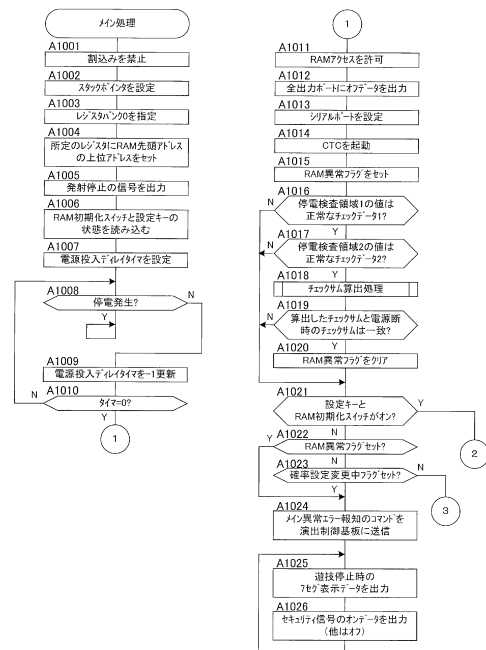 メイン処理
A1001
割込みを禁止
A1002
スタックポインタを設定
A1003
レジスタバンク0を指定
A1004
所定のレジスタにRAM先頭アドレス
の上位アドレスをセット
A1005
発射停止の信号を出力
A1006
RAM初期化スイッチと設定キーの
状態を読み込む
A1007
電源投入ディレイタイマを設定
A1008
停電発生?
N
Y
A1009
電源投入ディレイタイマを-1更新
A1010
N
タイマ=0?
Y
1
1
A1011
RAMアクセスを許可
A1012
全出力ポートにオフデータを出力
A1013
シリアルポートを設定
A1014
CTCを起動
A1015
RAM異常フラグをセット
A1016
N
停電検査領域1の値は
正常なチェックデータ1?
Y
A1017
N
停電検査領域2の値は
正常なチェックデータ2?
Y
A1018
チェックサム算出処理
A1019
N
算出したチェックサムと電源断
時のチェックサムは一致?
Y
A1020
RAM異常フラグをクリア
A1021
設定キーと
RAM初期化スイッチがオン?
Y
N
2
A1022
Y
RAM異常フラグセット?
N
A1023
確率設定変更中フラグセット?
N
Y
3
A1024
メイン異常エラー報知のコマンドを
演出制御基板に送信
A1025
遊技停止時の
7セグ表示データを出力
A1026
セキュリティ信号のオンデータを出力
(他はオフ)